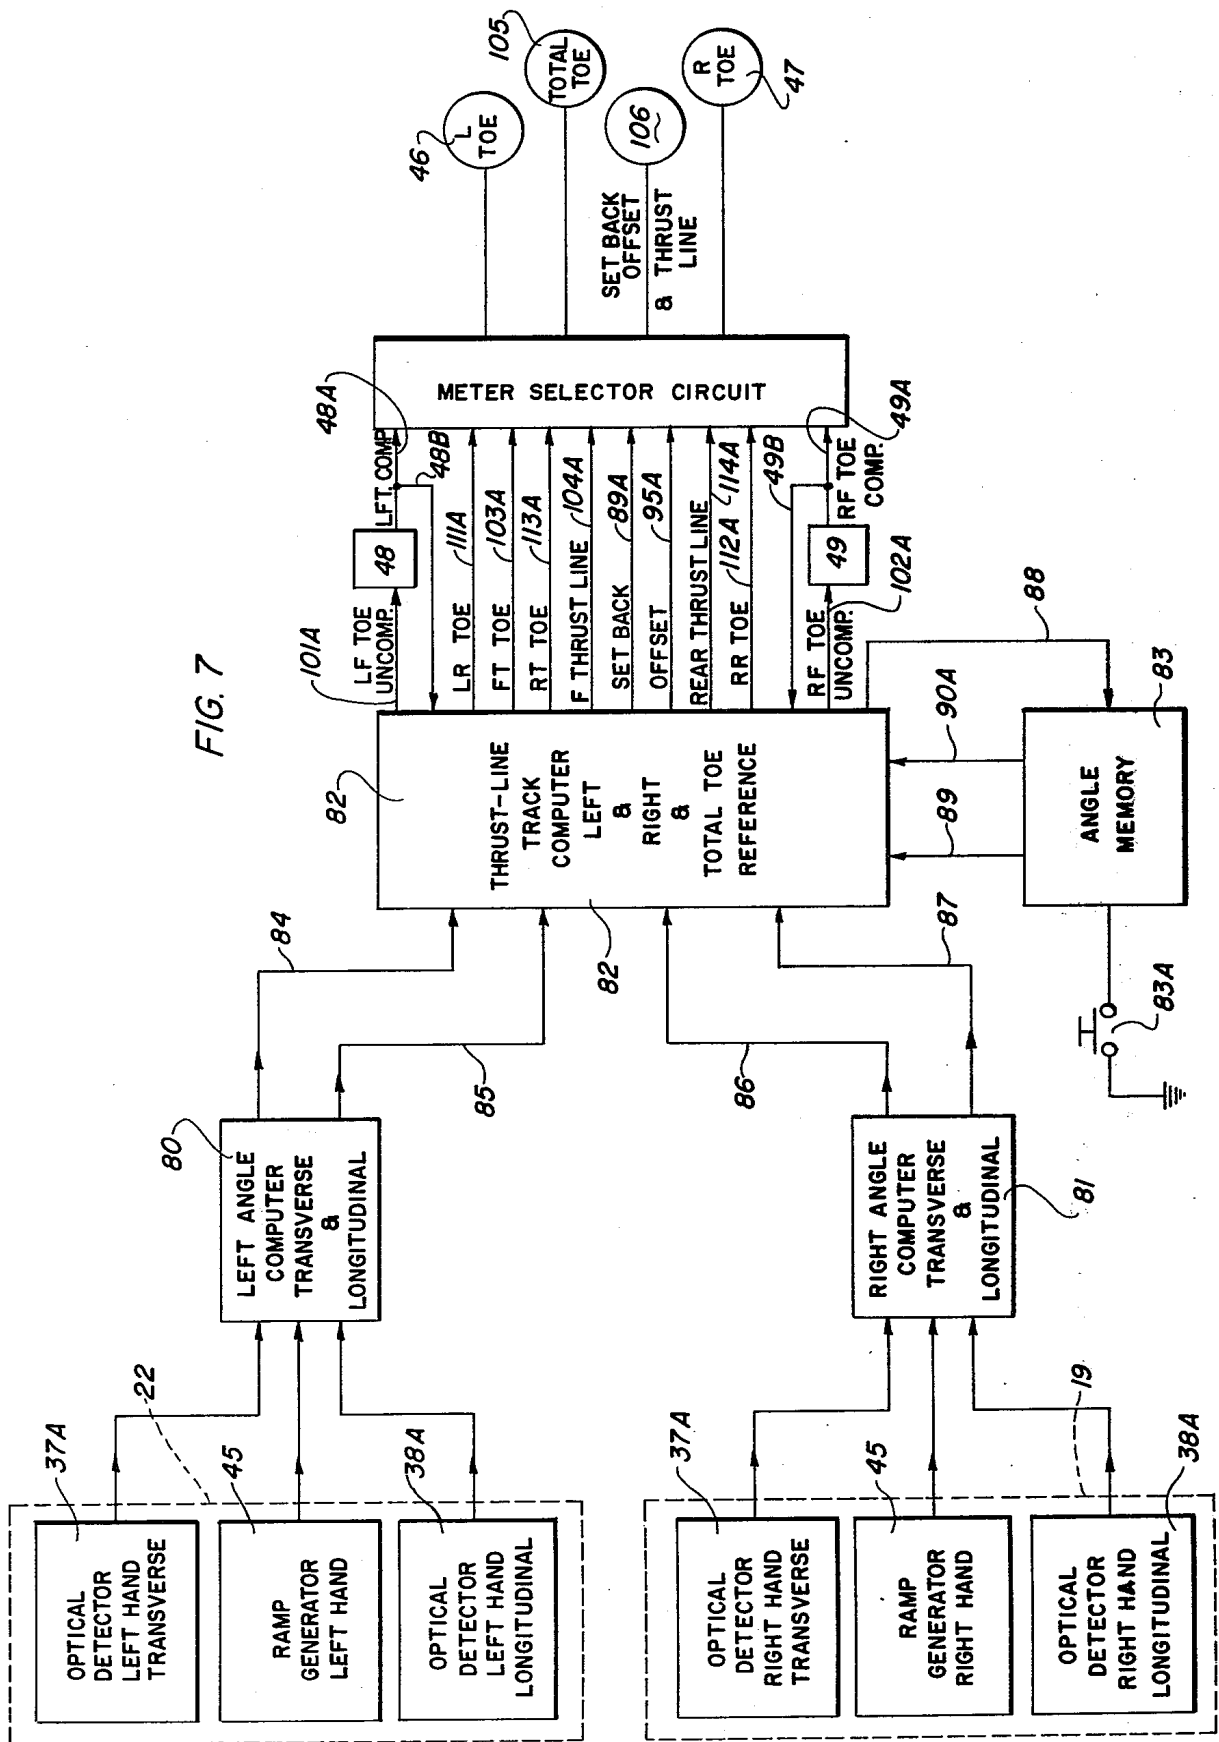 FIG. 7
OPTICAL
DETECTOR
LEFT HAND
TRANSVERSE
37A
RAMP
GENERATOR
LEFT HAND
45
OPTICAL
DETECTOR
LEFT HAND
LONGITUDINAL
38A
22
OPTICAL
DETECTOR
RIGHT HAND
TRANSVERSE
37A
RAMP
GENERATOR
RIGHT HAND
45
OPTICAL
DETECTOR
RIGHT HAND
LONGITUDINAL
38A
19
LEFT ANGLE
COMPUTER
TRANSVERSE
&
LONGITUDINAL
80
RIGHT ANGLE
COMPUTER
TRANSVERSE
&
LONGITUDINAL
81
84
85
86
87
THRUST-LINE
TRACK
COMPUTER
LEFT
&
RIGHT
&
TOTAL TOE
REFERENCE
82
82
ANGLE
MEMORY
83
83A
89
90A
88
LF TOE
UNCOMP.
101A
48
LFT. COMP
48A
48B
LR TOE
111A
FT TOE
103A
RT TOE
113A
F THRUST LINE
104A
SET BACK
89A
OFFSET
95A
REAR THRUST LINE
114A
RR TOE
112A
49B
RF TOE
UNCOMP.
102A
49
RF TOE
COMP.
49A
METER SELECTOR CIRCUIT
L
TOE
46
TOTAL
TOE
105
SET BACK
OFFSET
&
THRUST
LINE
106
R
TOE
47